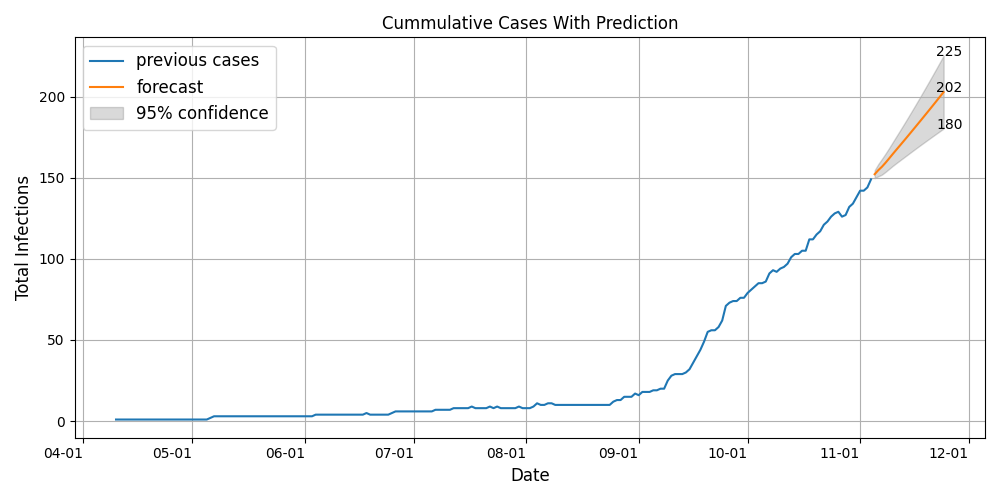 Cummulative Cases With Prediction
previous cases
forecast
95% confidence
225
202
180
200
150
100
50
0
Total Infections
04-01 05-01 06-01 07-01 08-01 09-01 10-01 11-01 12-01
Date